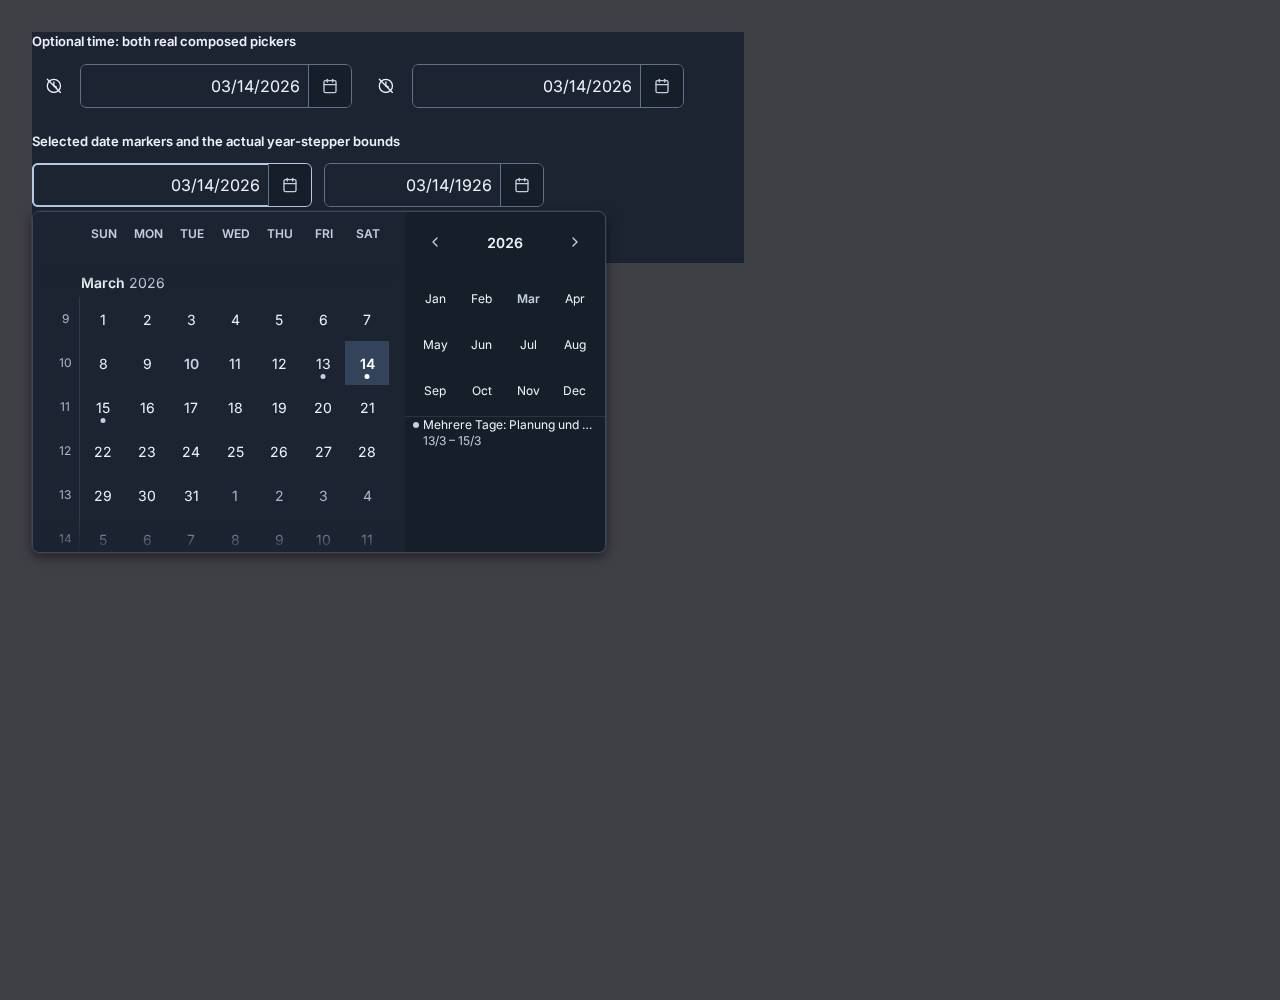 Optional time: both real composed pickers
03/14/2026
03/14/2026
Selected date markers and the actual year-stepper bounds
03/14/2026
03/14/1926
SUN MON TUE WED THU FRI SAT
March 2026
9 1 2 3 4 5 6 7
10 8 9 10 11 12 13 14
11 15 16 17 18 19 20 21
12 22 23 24 25 26 27 28
13 29 30 31 1 2 3 4
14 5 6 7 8 9 10 11
2026
Jan Feb Mar Apr
May Jun Jul Aug
Sep Oct Nov Dec
Mehrere Tage: Planung und ...
13/3 – 15/3